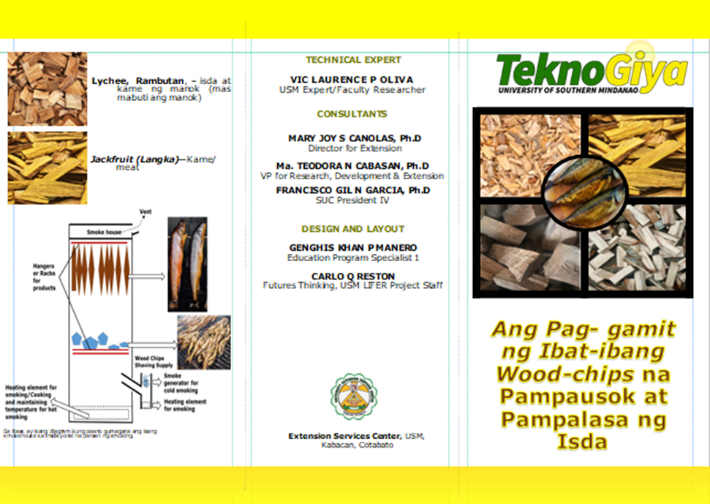 Lychee, Rambutan, – isda at
karne ng manok (mas
mabuti ang manok)
Jackfruit (Langka)—Karne/
meat
Vent
Smoke house
Hangers
or Racks
for
products
Wood Chips
Shaving Supply
Smoke
generator for
cold smoking
Heating element
for smoking
Heating element for
smoking/Cooking
and maintaining
temperature for hot
smoking
TECHNICAL EXPERT
VIC LAURENCE P OLIVA
USM Expert/Faculty Researcher
CONSULTANTS
MARY JOY S CANOLAS, Ph.D
Director for Extension
Ma. TEODORA N CABASAN, Ph.D
VP for Research, Development & Extension
FRANCISCO GIL N GARCIA, Ph.D
SUC President IV
DESIGN AND LAYOUT
GENGHIS KHAN P MANERO
Education Program Specialist 1
CARLO Q RESTON
Futures Thinking, USM LIFER Project Staff
Extension Services Center, USM,
Kabacan, Cotabato
TeknoGiya
UNIVERSITY OF SOUTHERN MINDANAO
Ang Pag- gamit
ng Ibat-ibang
Wood-chips na
Pampausok at
Pampalasa ng
Isda